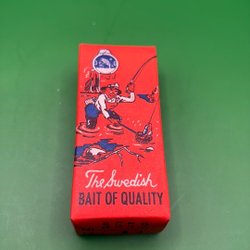 The Swedish
BAIT OF QUALITY